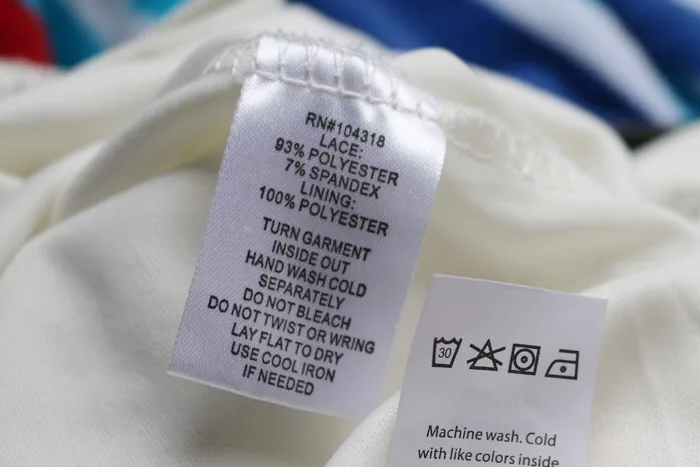 RN#104318
LACE:
93% POLYESTER
7% SPANDEX
LINING:
100% POLYESTER
TURN GARMENT
INSIDE OUT
HAND WASH COLD
SEPARATELY
DO NOT BLEACH
DO NOT TWIST OR WRING
LAY FLAT TO DRY
USE COOL IRON
IF NEEDED
30
Machine wash. Cold
with like colors inside